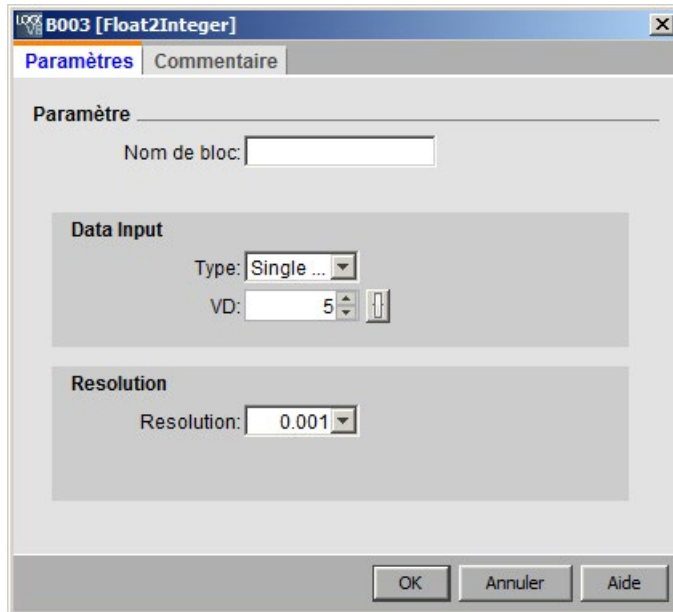 B003 [Float2Integer]
Paramètres Commentaire
Paramètre
Nom de bloc:
Data Input
Type: Single ...
VD: 5
Resolution
Resolution: 0.001
OK Annuler Aide